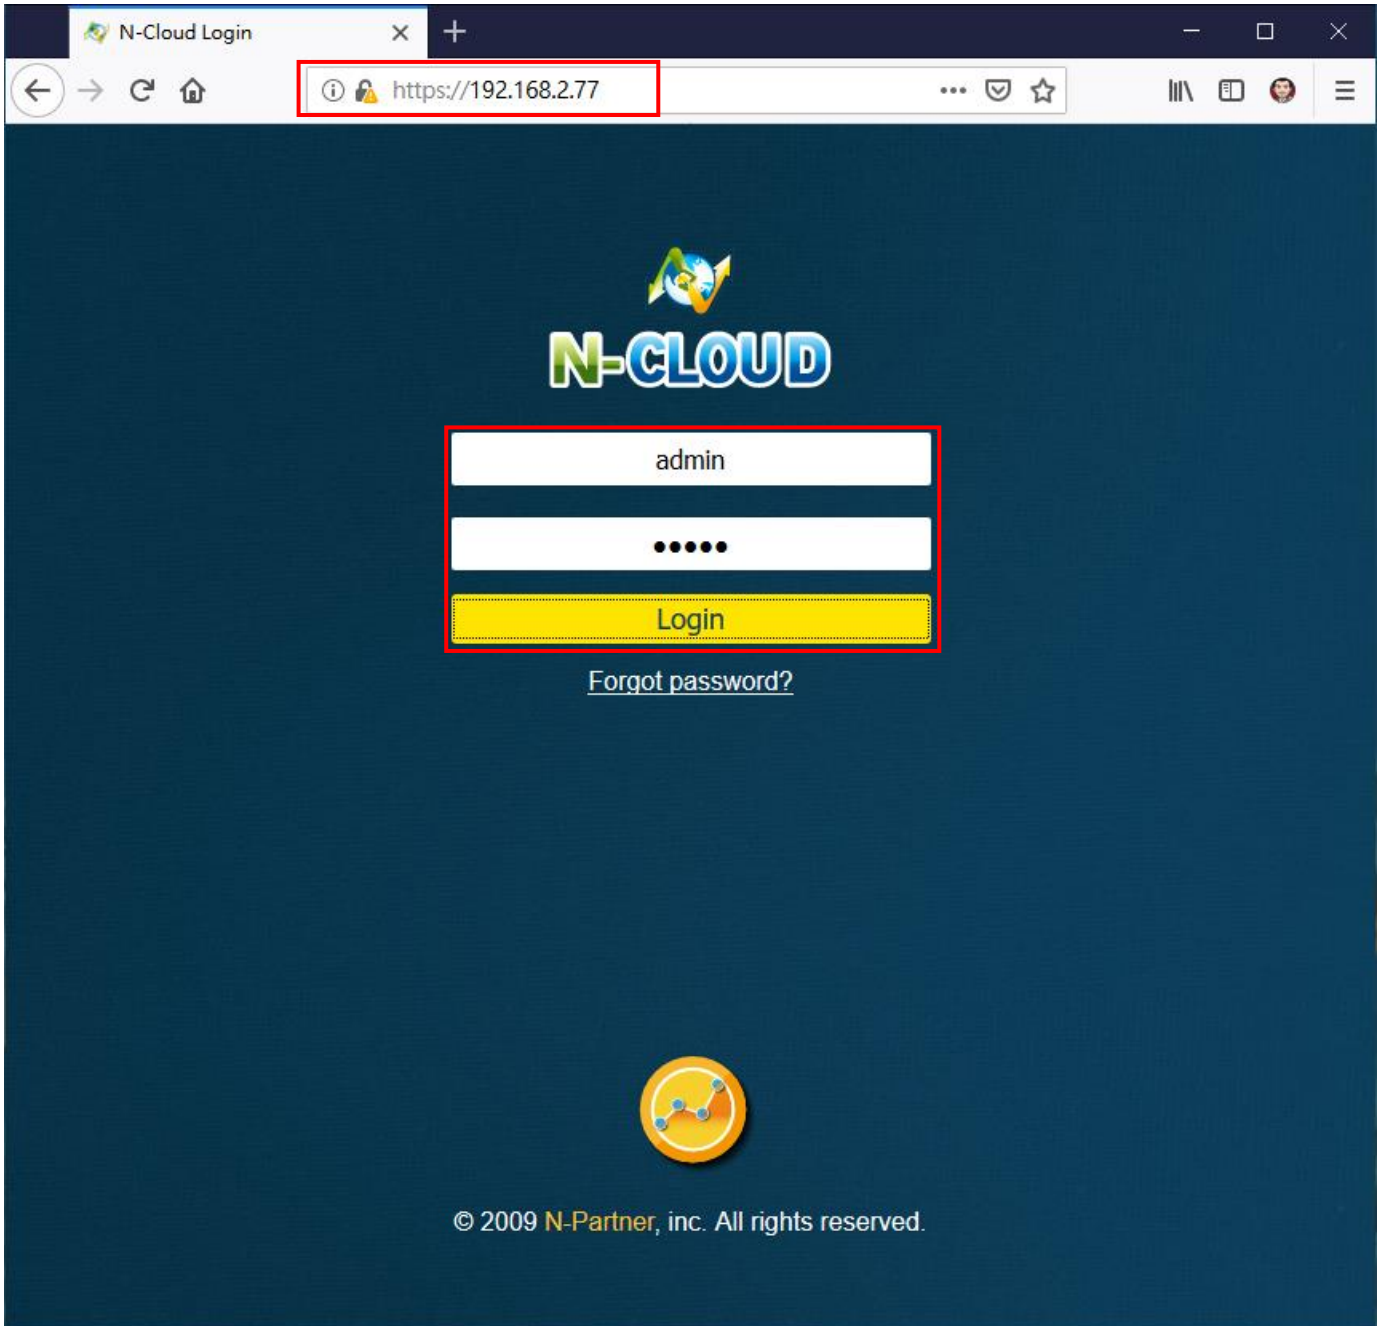 N-Cloud Login
https://192.168.2.77
N-CLOUD
admin
•••••
Login
Forgot password?
© 2009 N-Partner, inc. All rights reserved.